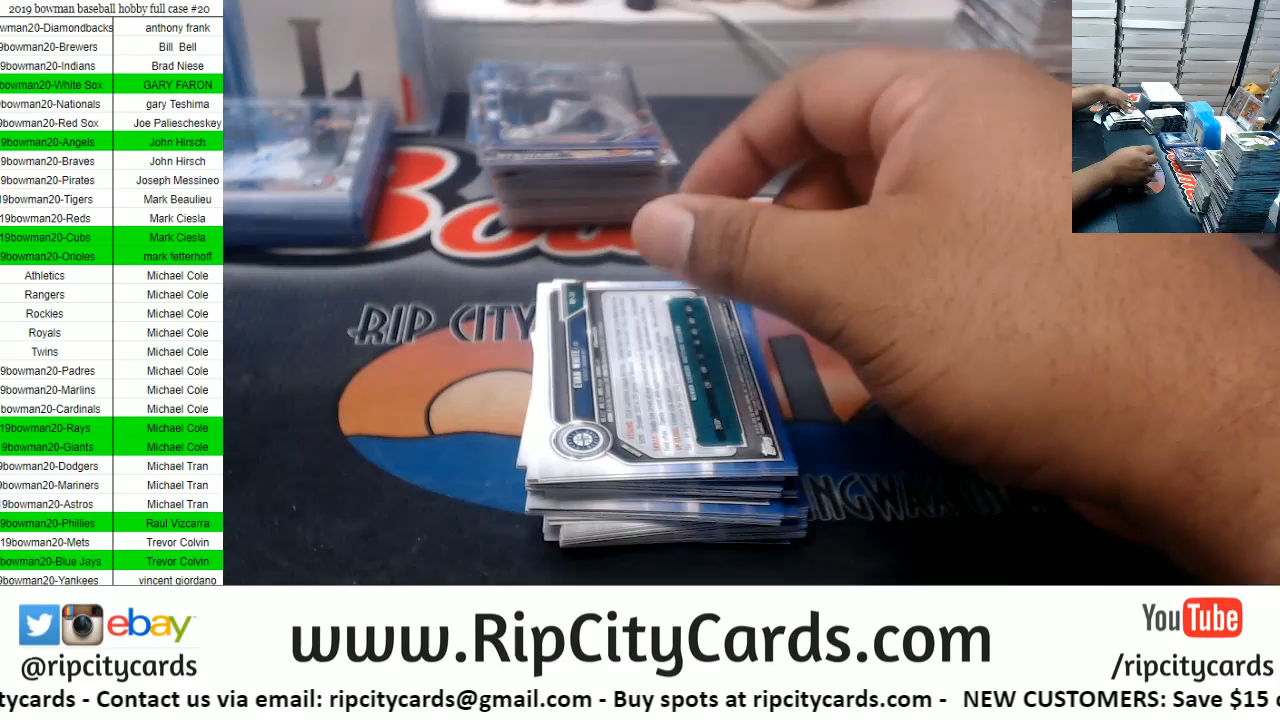 2019 bowman baseball hobby full case #20
wman20-Diamondbacks anthony frank
9bowman20-Brewers Bill Bell
9bowman20-Indians Brad Niese
bowman20-White Sox GARY FARON
bowman20-Nationals gary Teshima
9bowman20-Red Sox Joe Paliescheskey
9bowman20-Angels John Hirsch
9bowman20-Braves John Hirsch
9bowman20-Pirates Joseph Messineo
19bowman20-Tigers Mark Beaulieu
19bowman20-Reds Mark Ciesla
19bowman20-Cubs Mark Ciesla
9bowman20-Orioles mark fetterhoff
Athletics Michael Cole
Rangers Michael Cole
Rockies Michael Cole
Royals Michael Cole
Twins Michael Cole
9bowman20-Padres Michael Cole
9bowman20-Marlins Michael Cole
bowman20-Cardinals Michael Cole
19bowman20-Rays Michael Cole
9bowman20-Giants Michael Cole
9bowman20-Dodgers Michael Tran
9bowman20-Mariners Michael Tran
19bowman20-Astros Michael Tran
9bowman20-Phillies Raul Vizcarra
19bowman20-Mets Trevor Colvin
bowman20-Blue Jays Trevor Colvin
9bowman20-Yankees vincent giordano
RIP CITY
EVAN WHITE
ebay
@ripcitycards
www.RipCityCards.com
YouTube
/ripcitycards
tycards - Contact us via email: ripcitycards@gmail.com - Buy spots at ripcitycards.com - NEW CUSTOMERS: Save $15